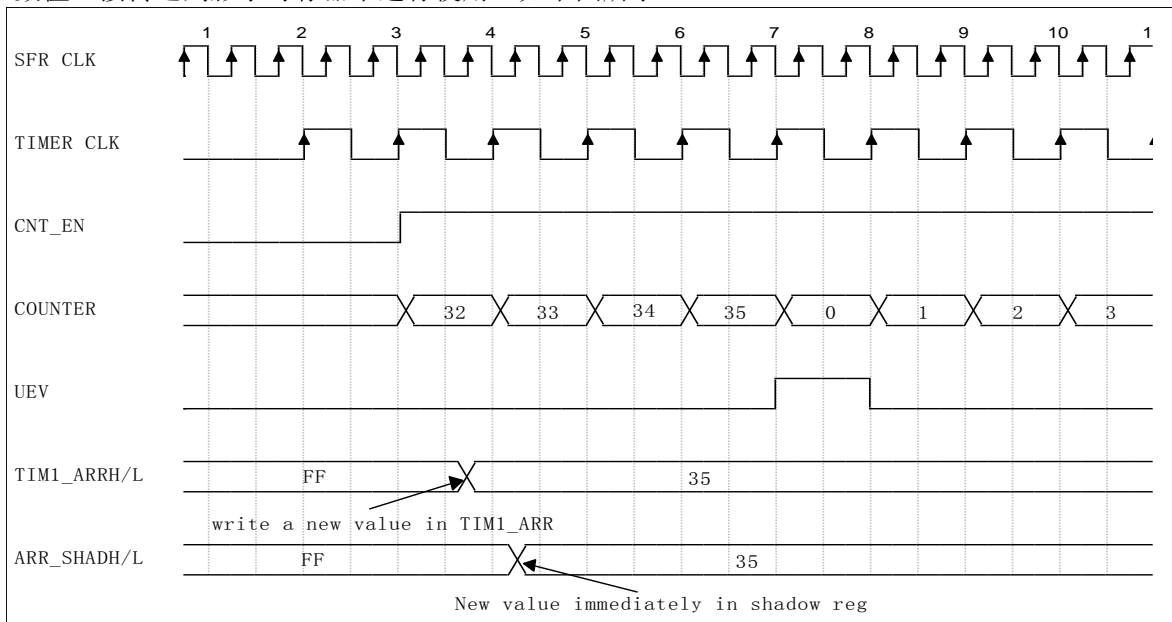 1 2 3 4 5 6 7 8 9 10 1
SFR CLK
TIMER CLK
CNT_EN
COUNTER 32 33 34 35 0 1 2 3
UEV
TIM1_ARRH/L FF 35
write a new value in TIM1_ARR
ARR_SHADH/L FF 35
New value immediately in shadow reg